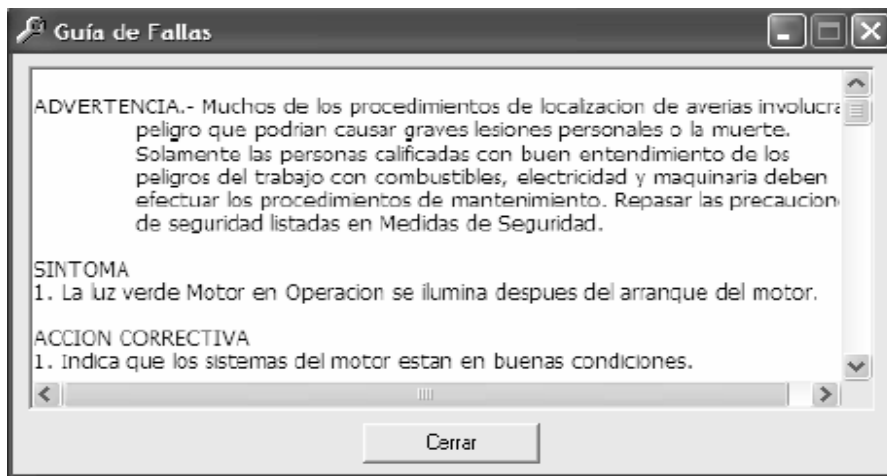 Guía de Fallas
ADVERTENCIA.- Muchos de los procedimientos de localizacion de averias involucra
peligro que podrian causar graves lesiones personales o la muerte.
Solamente las personas calificadas con buen entendimiento de los
peligros del trabajo con combustibles, electricidad y maquinaria deben
efectuar los procedimientos de mantenimiento. Repasar las precaucion
de seguridad listadas en Medidas de Seguridad.
SINTOMA
1. La luz verde Motor en Operacion se ilumina despues del arranque del motor.
ACCION CORRECTIVA
1. Indica que los sistemas del motor estan en buenas condiciones.
Cerrar